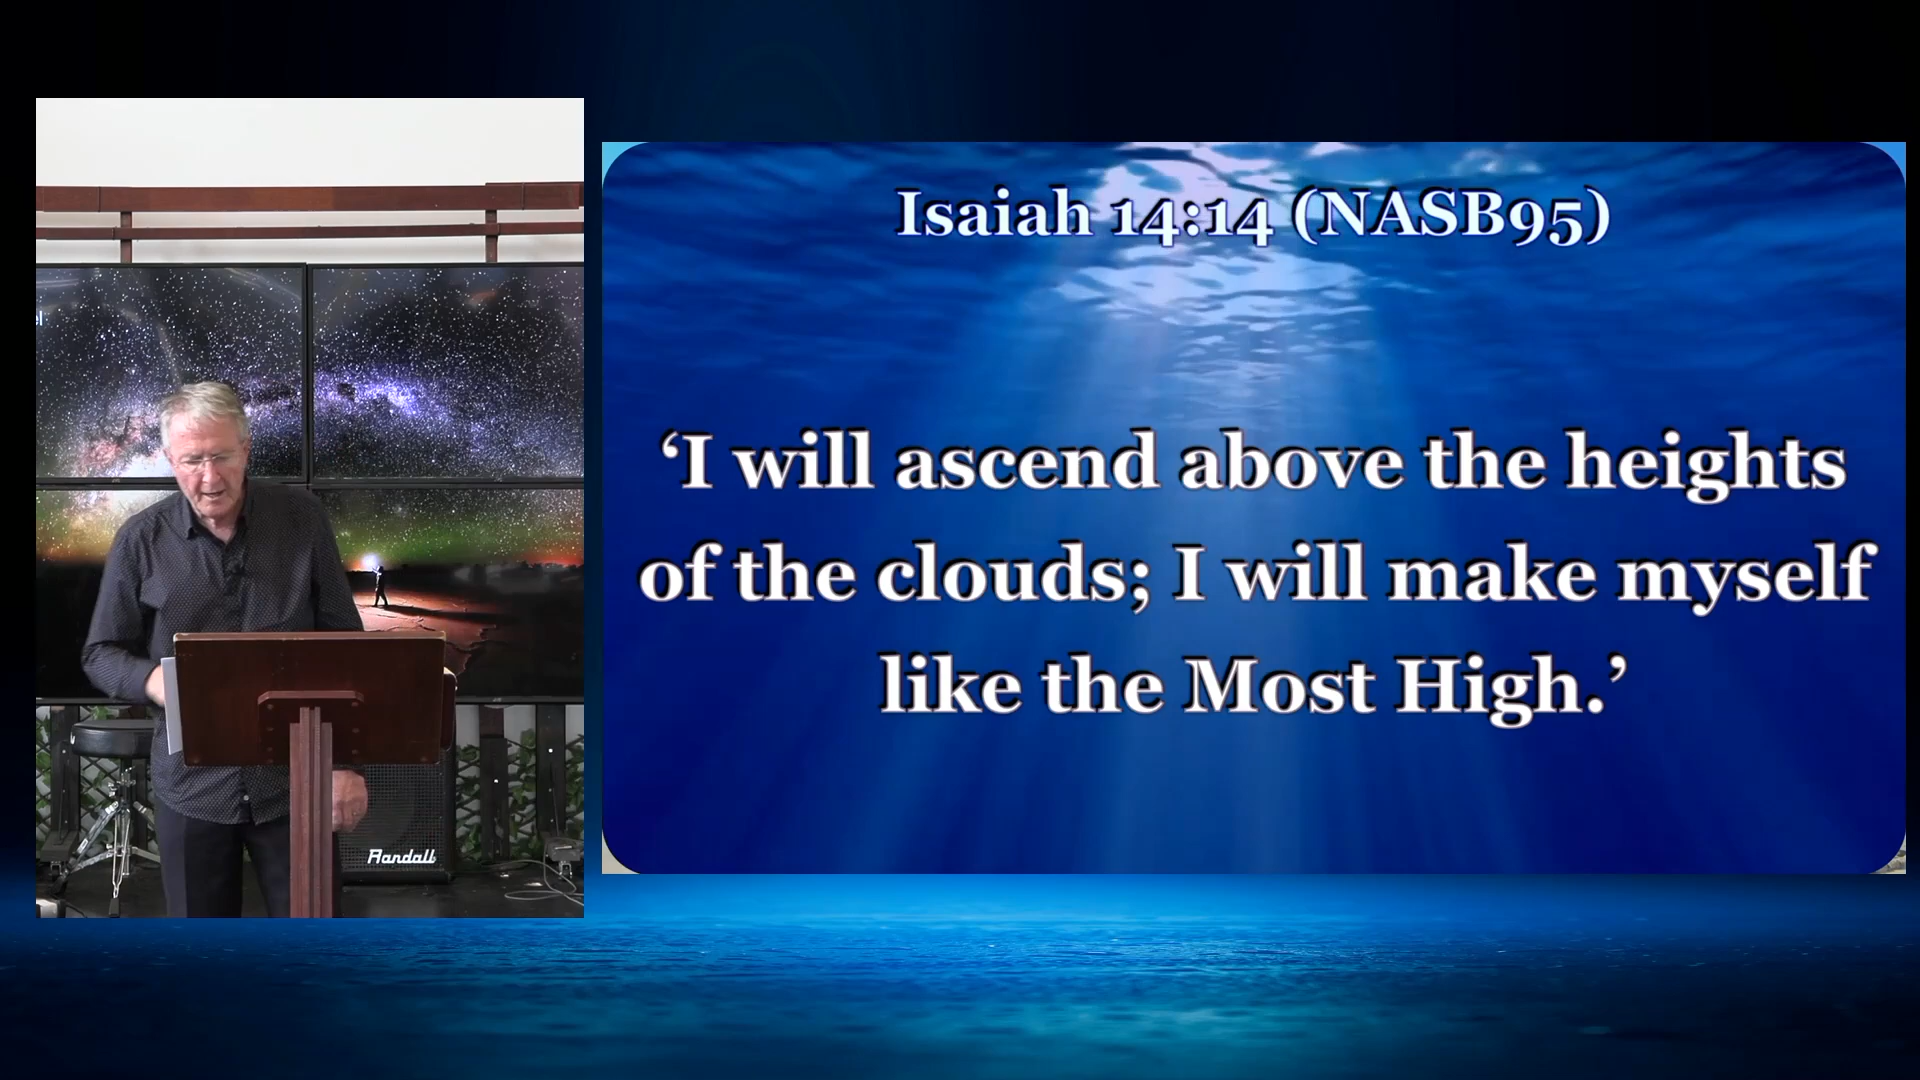 Isaiah 14:14 (NASB95)
‘I will ascend above the heights
of the clouds; I will make myself
like the Most High.’
Randall